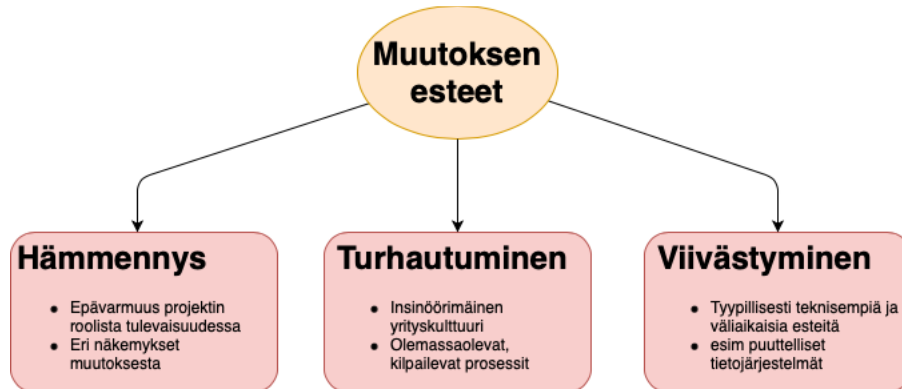 Muutoksen
esteet
Hämmennys
• Epävarmuus projektin
roolista tulevaisuudessa
• Eri näkemykset
muutoksesta
Turhautuminen
• Insinöörimäinen
yrityskulttuuri
• Olemassaolevat,
kilpailevat prosessit
Viivästyminen
• Tyypillisesti teknisempiä ja
väliaikaisia esteitä
• esim puuttelliset
tietojärjestelmät